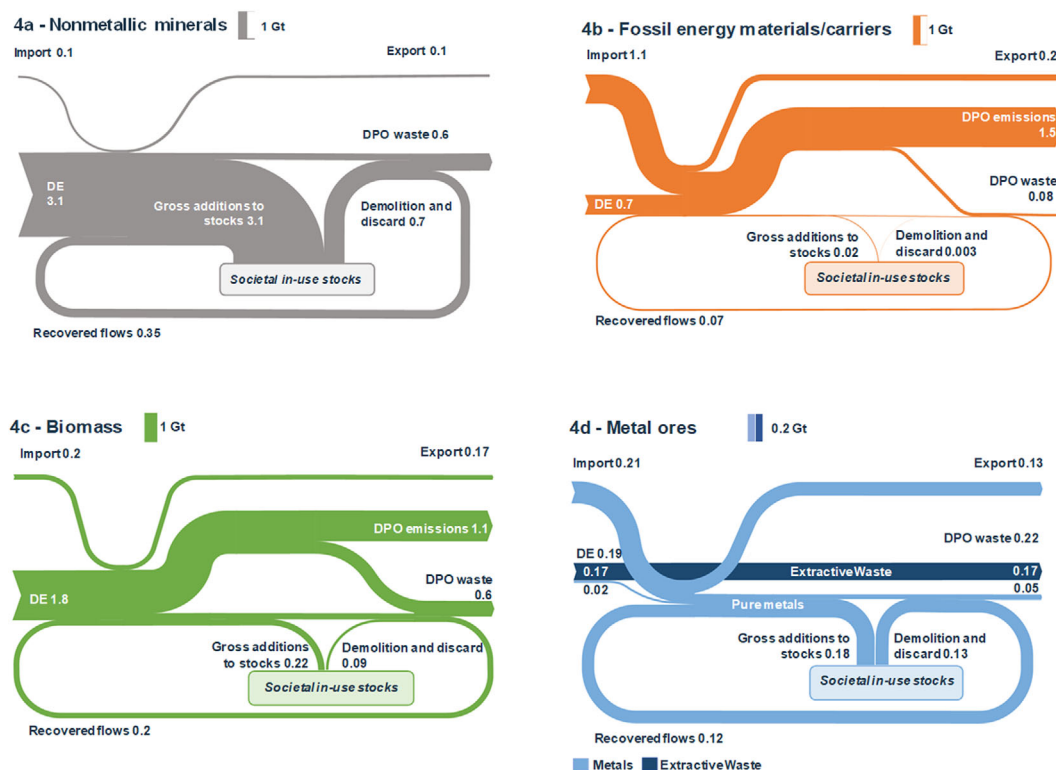 4a - Nonmetallic minerals
1 Gt
Import 0.1
Export 0.1
DPO waste 0.6
DE
3.1
Gross additions to
stocks 3.1
Demolition and
discard 0.7
Societal in-use stocks
Recovered flows 0.35
4b - Fossil energy materials/carriers
1 Gt
Import 1.1
Export 0.2
DPO emissions
1.5
DPO waste
0.08
DE 0.7
Gross additions to
stocks 0.02
Demolition and
discard 0.003
Societal in-use stocks
Recovered flows 0.07
4c - Biomass
1 Gt
Import 0.2
Export 0.17
DPO emissions 1.1
DPO waste
0.6
DE 1.8
Gross additions
to stocks 0.22
Demolition and discard
0.09
Societal in-use stocks
Recovered flows 0.2
4d - Metal ores
0.2 Gt
Import 0.21
Export 0.13
DPO waste 0.22
DE 0.19
0.17
Extractive Waste
0.17
0.02
0.05
Pure metals
Gross additions to
stocks 0.18
Demolition and
discard 0.13
Societal in-use stocks
Recovered flows 0.12
Metals
Extractive Waste